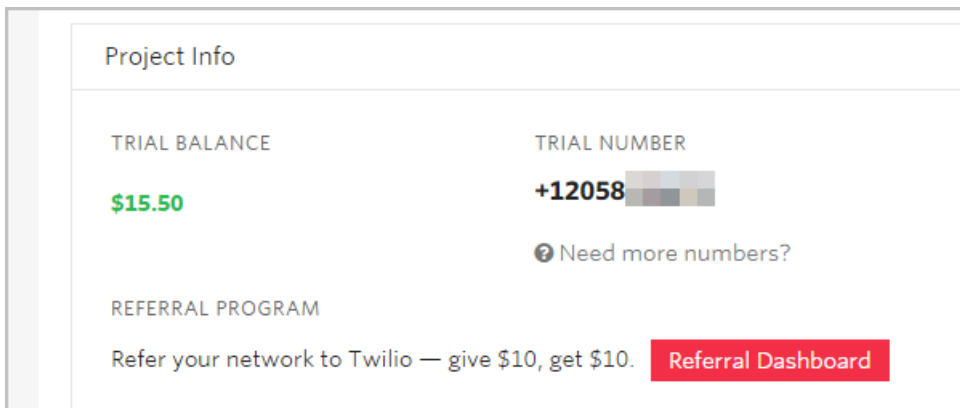 Project Info
TRIAL BALANCE
$15.50
TRIAL NUMBER
+12058
Need more numbers?
REFERRAL PROGRAM
Refer your network to Twilio — give $10, get $10.
Referral Dashboard